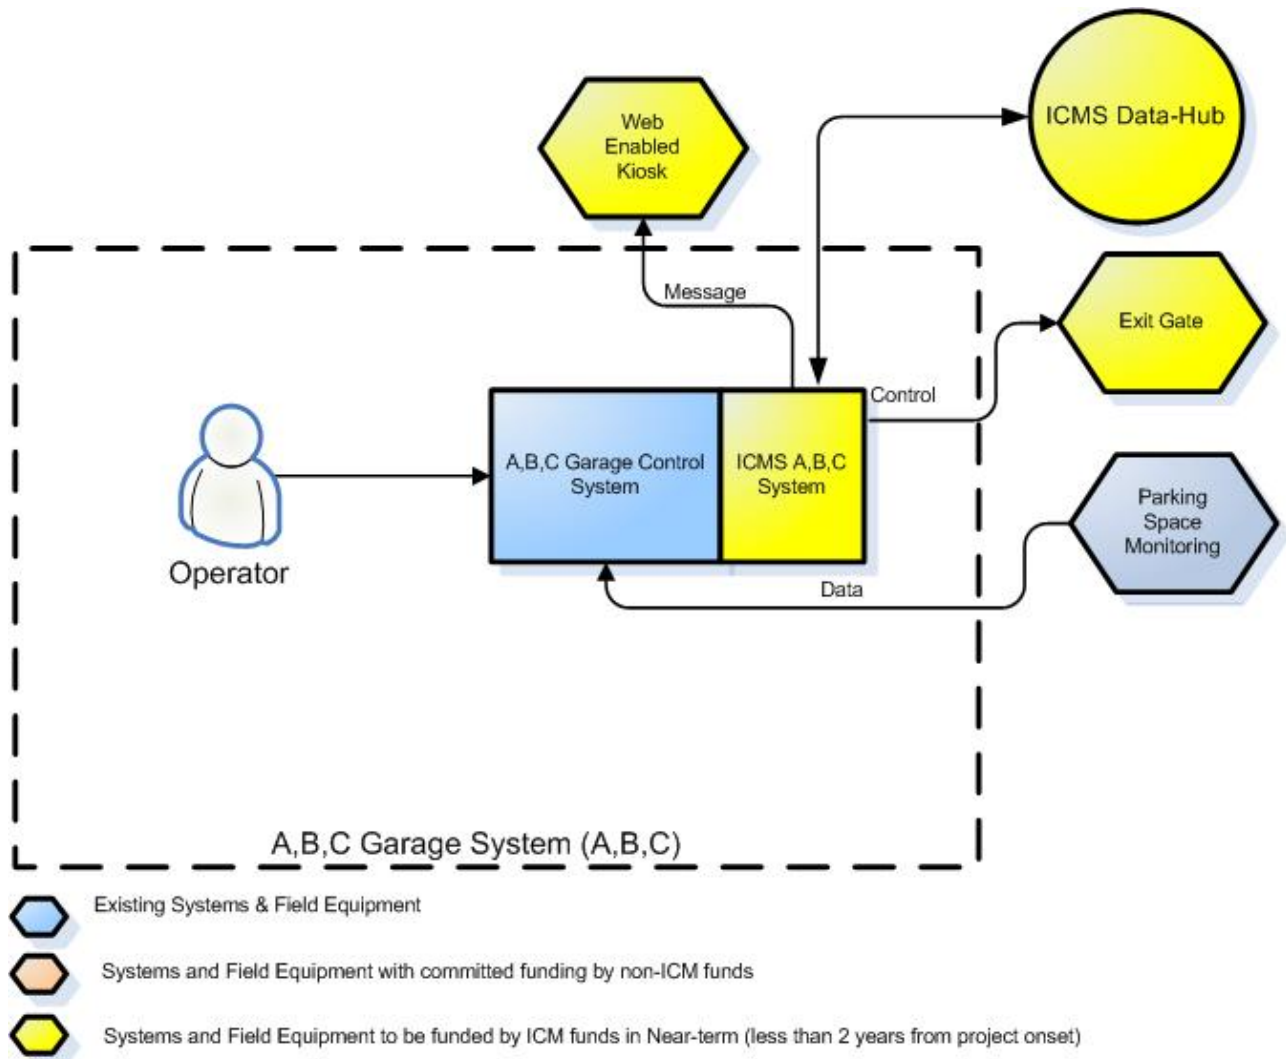 Web
Enabled
Kiosk
ICMS Data-Hub
Message
Exit Gate
Control
A,B,C Garage Control
System
ICMS A,B,C
System
Parking
Space
Monitoring
Operator
Data
A,B,C Garage System (A,B,C)
Existing Systems & Field Equipment
Systems and Field Equipment with committed funding by non-ICM funds
Systems and Field Equipment to be funded by ICM funds in Near-term (less than 2 years from project onset)